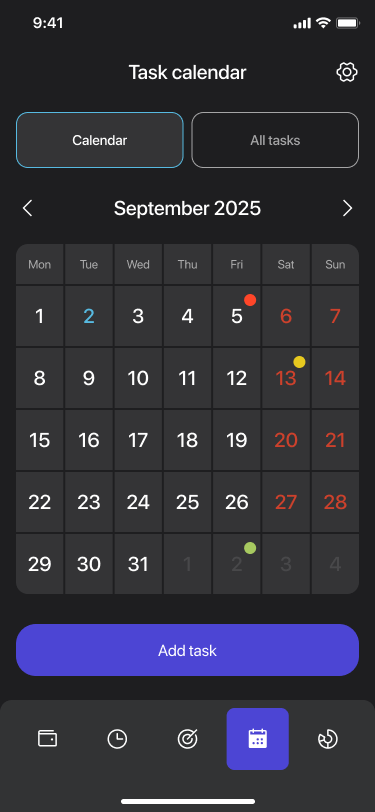 9:41
Task calendar
Calendar All tasks
September 2025
Mon Tue Wed Thu Fri Sat Sun
1 2 3 4 5 6 7
8 9 10 11 12 13 14
15 16 17 18 19 20 21
22 23 24 25 26 27 28
29 30 31 1 2 3 4
Add task